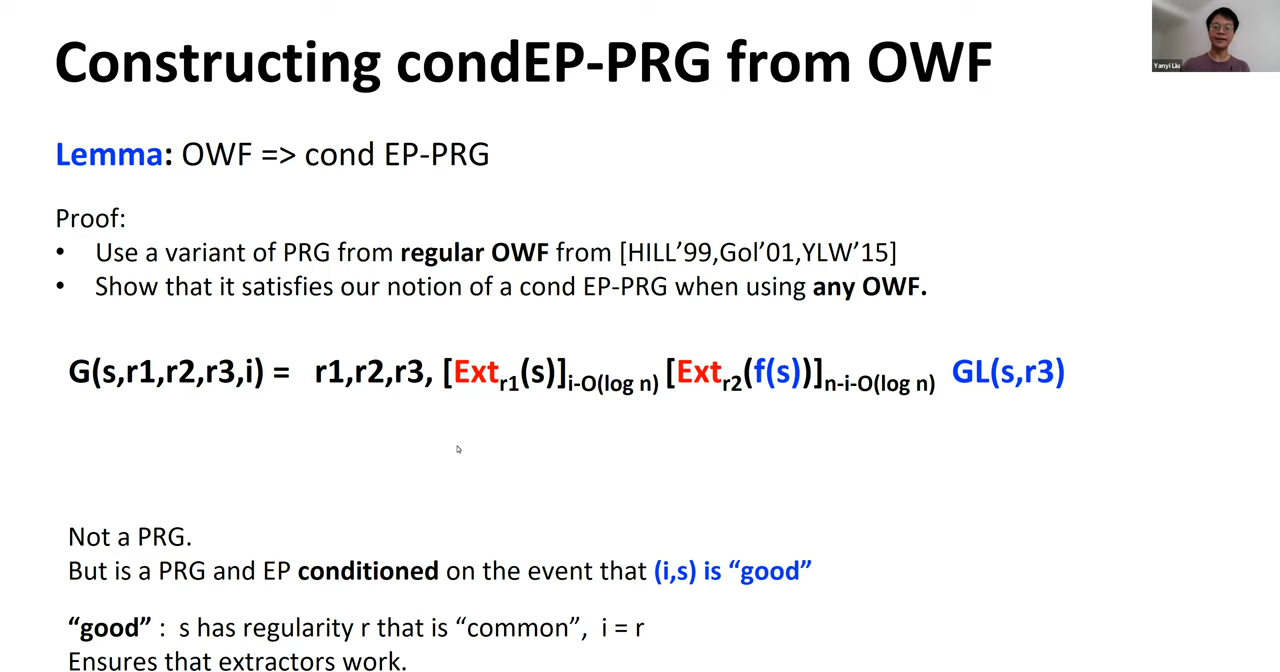 Constructing condEP-PRG from OWF
Yanyi Liu
Lemma: OWF => cond EP-PRG
Proof:
• Use a variant of PRG from regular OWF from [HILL’99,Gol’01,YLW’15]
• Show that it satisfies our notion of a cond EP-PRG when using any OWF.
G(s,r1,r2,r3,i) = r1,r2,r3, [Ext_r1(s)]_i-O(log n) [Ext_r2(f(s))]_n-i-O(log n) GL(s,r3)
Not a PRG.
But is a PRG and EP conditioned on the event that (i,s) is “good”
“good” : s has regularity r that is “common”, i = r
Ensures that extractors work.